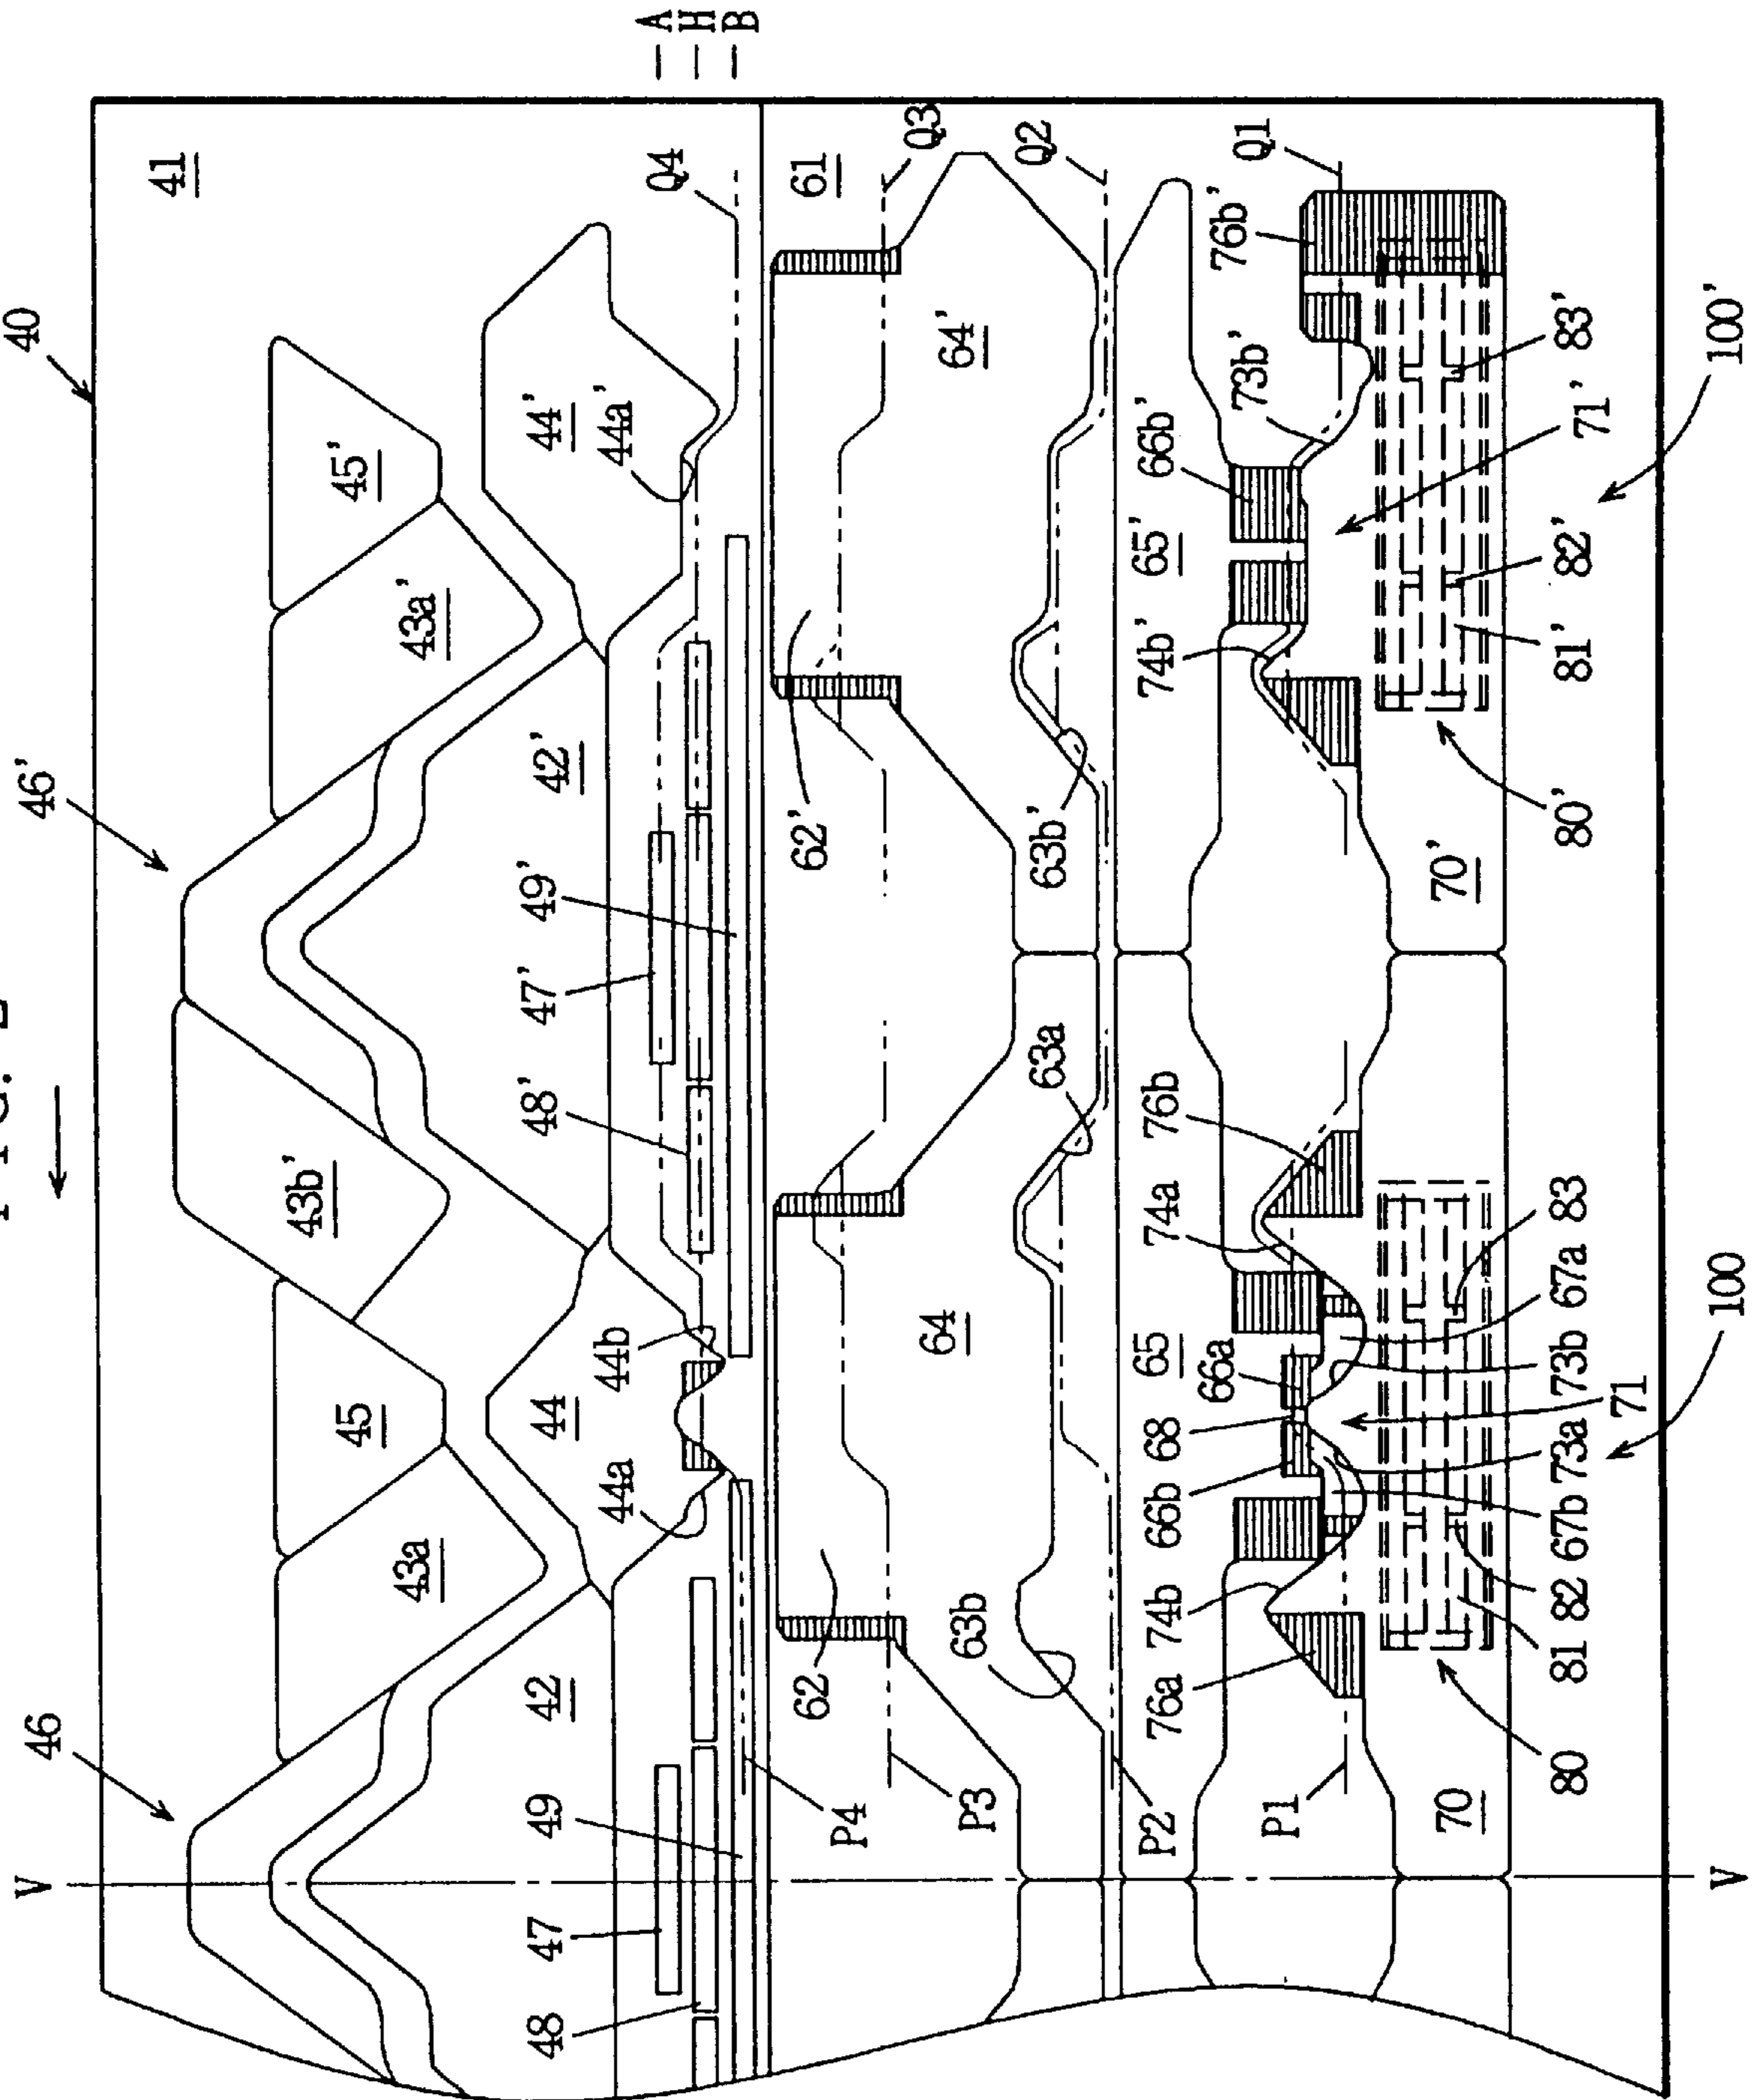 FIG. 2
40
46'
46
V
41
45'
43a'
43b'
45
43a
A
H
B
44'
44a'
Q4
42'
47'
49'
48'
44
44b
44a
42
47
49
48
61
Q3
Q2
62'
64'
63b'
63a
64
62
63b
P4
P3
P2
P1
Q1
65'
66b'
76b'
73b'
74b'
71'
70'
80'
81'
82'
83'
100'
76b
74a
65
66a
68
66b
74b
76a
70
80
81
82
67b
73a
71
73b
67a
83
100
V